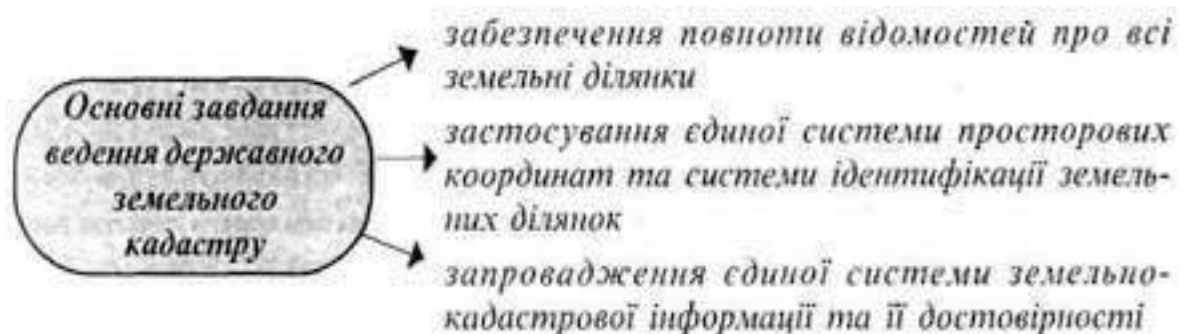 Основні завдання
ведення державного
земельного
кадастру
забезпечення повноти відомостей про всі
земельні ділянки
застосування єдиної системи просторових
координат та системи ідентифікації земель-
них ділянок
запровадження єдиної системи земельно-
кадастрової інформації та її достовірності